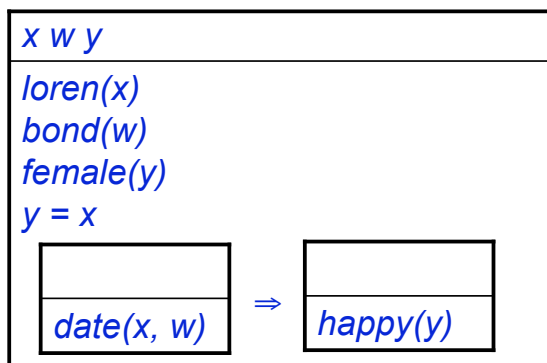 x w y
loren(x)
bond(w)
female(y)
y = x
date(x, w) ⇒ happy(y)